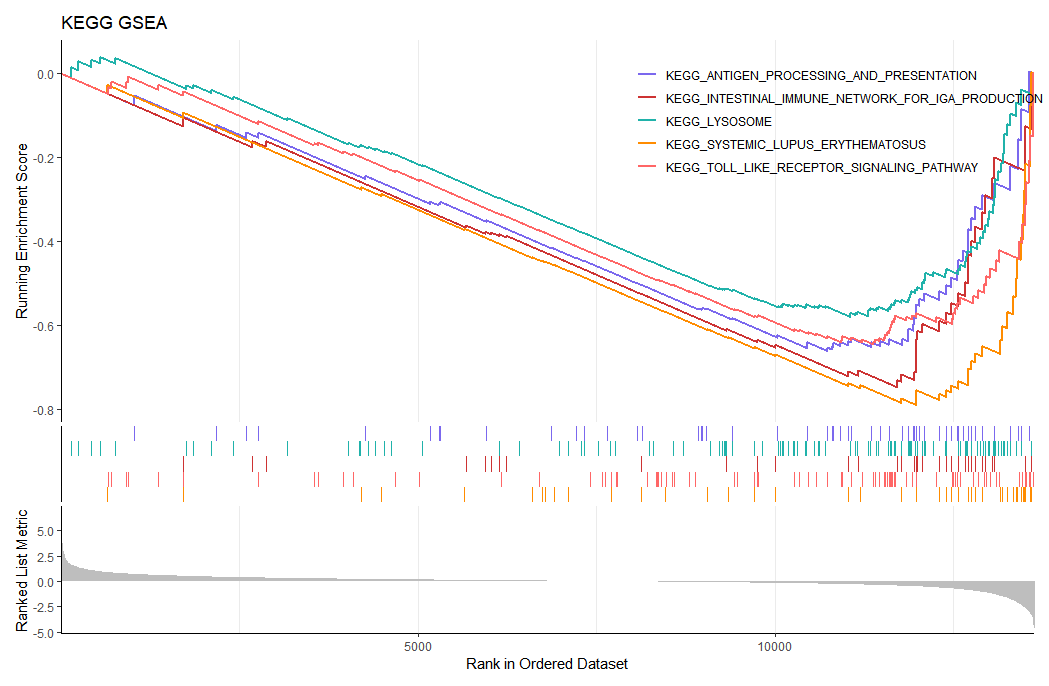 KEGG GSEA
Running Enrichment Score
0.0
-0.2
-0.4
-0.6
-0.8
KEGG_ANTIGEN_PROCESSING_AND_PRESENTATION
KEGG_INTESTINAL_IMMUNE_NETWORK_FOR_IGA_PRODUCTION
KEGG_LYSOSOME
KEGG_SYSTEMIC_LUPUS_ERYTHEMATOSUS
KEGG_TOLL_LIKE_RECEPTOR_SIGNALING_PATHWAY
Ranked List Metric
5.0
2.5
0.0
-2.5
-5.0
5000
10000
Rank in Ordered Dataset